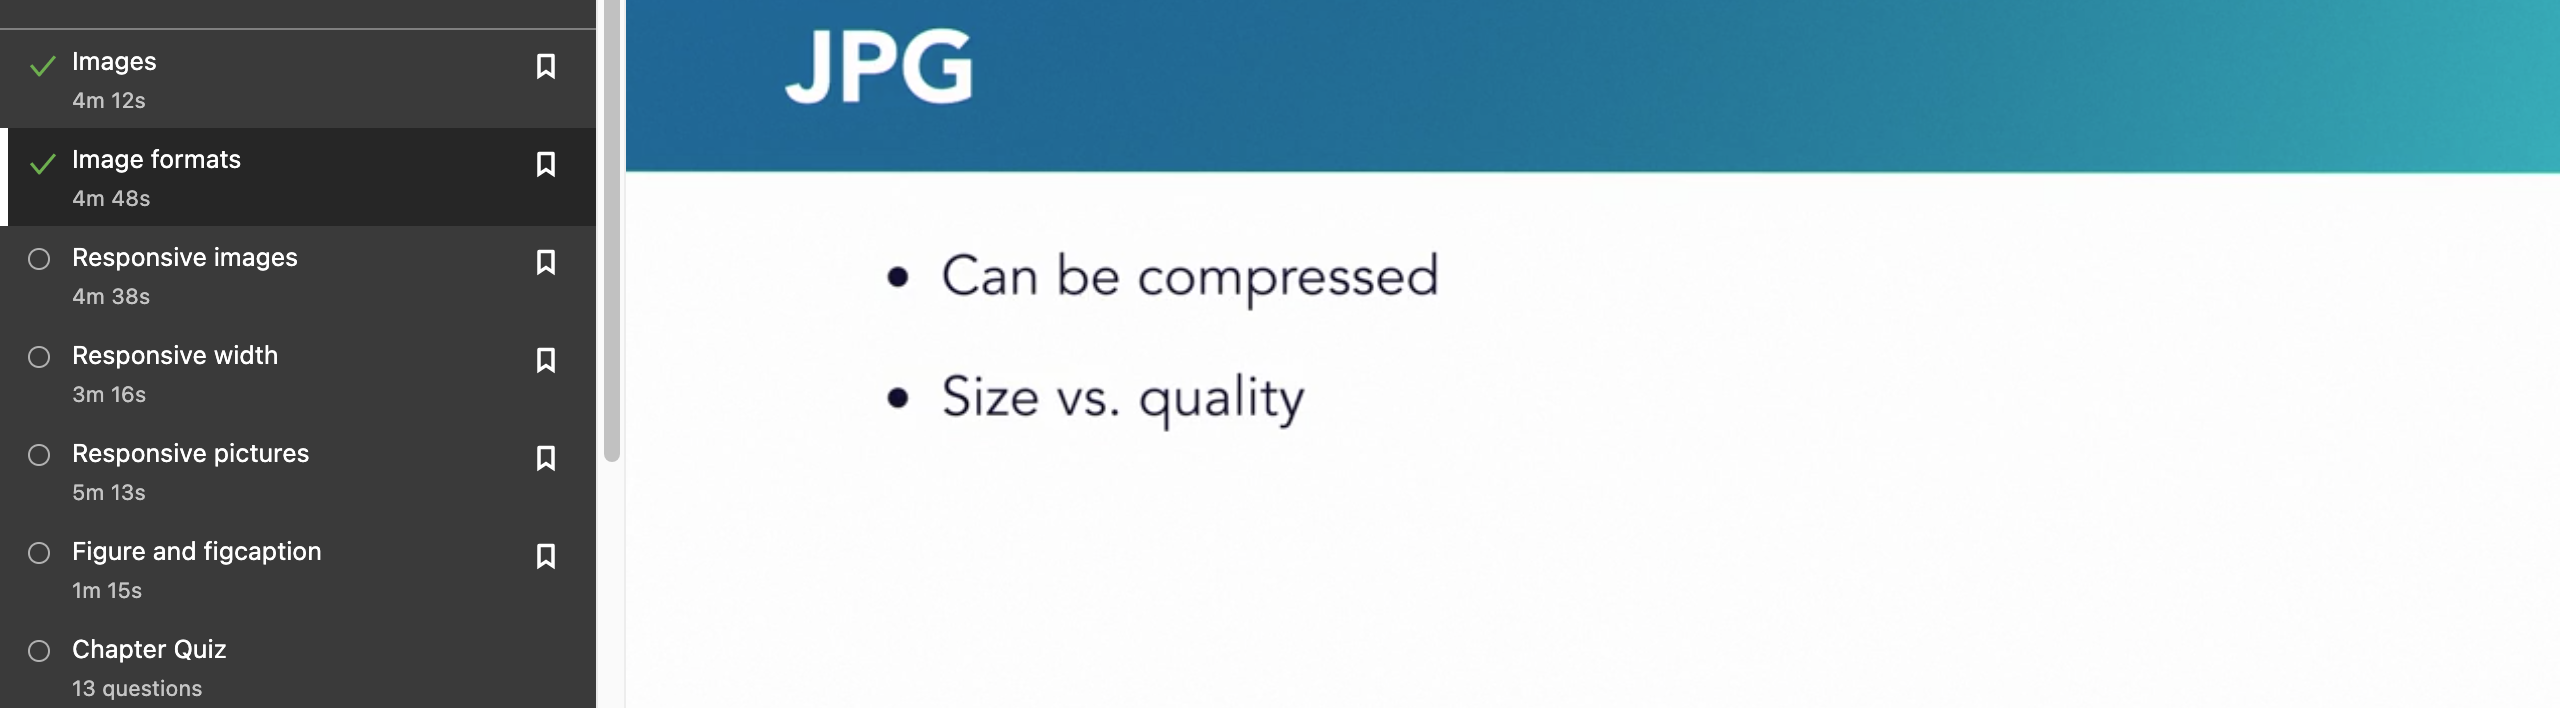 Images
4m 12s
Image formats
4m 48s
Responsive images
4m 38s
Responsive width
3m 16s
Responsive pictures
5m 13s
Figure and figcaption
1m 15s
Chapter Quiz
13 questions
JPG
• Can be compressed
• Size vs. quality